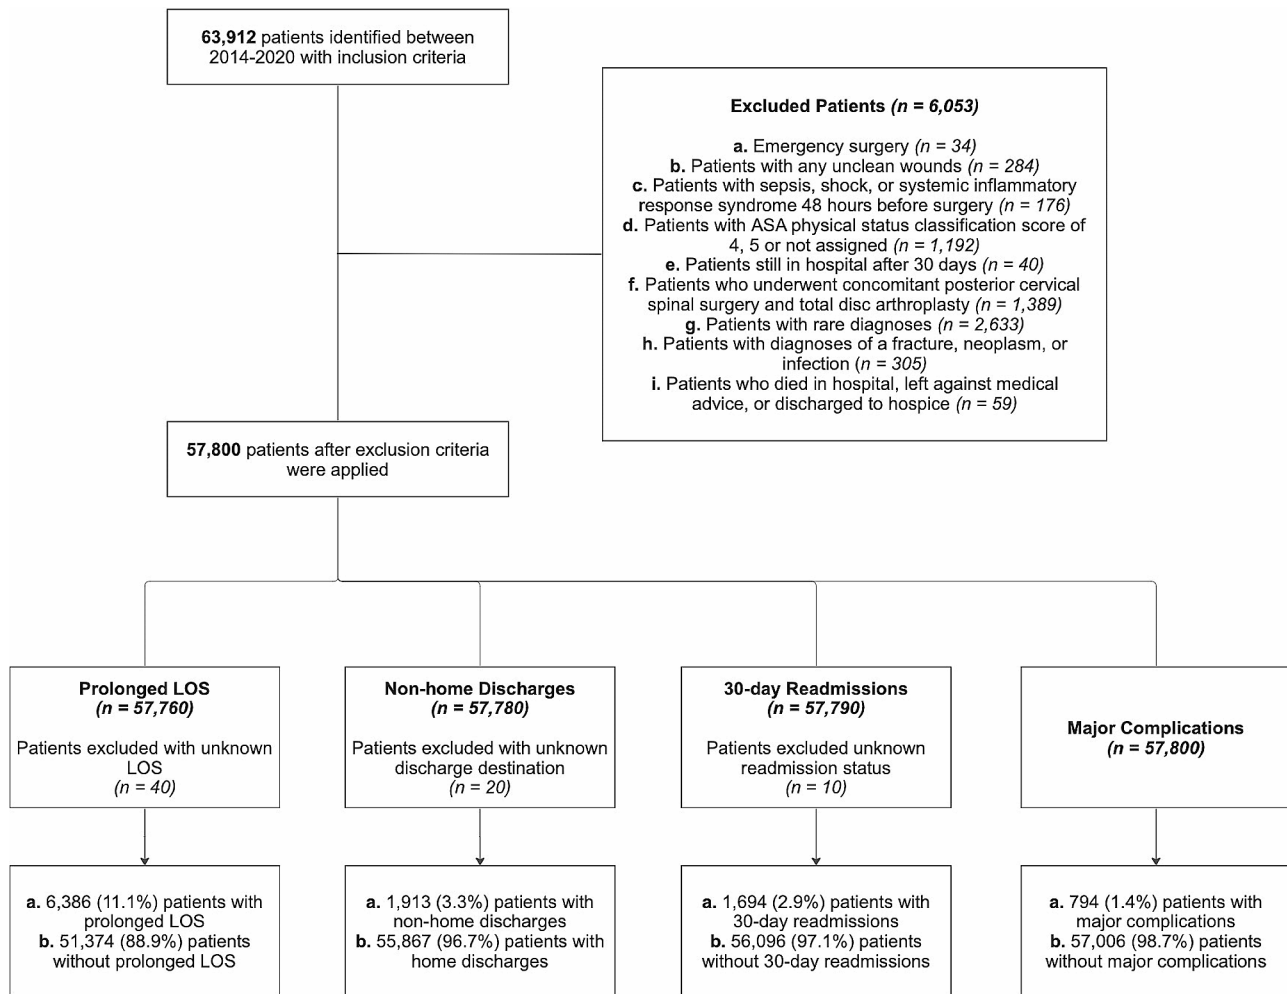 63,912 patients identified between
2014-2020 with inclusion criteria
Excluded Patients (n = 6,053)
a. Emergency surgery (n = 34)
b. Patients with any unclean wounds (n = 284)
c. Patients with sepsis, shock, or systemic inflammatory
response syndrome 48 hours before surgery (n = 176)
d. Patients with ASA physical status classification score of
4, 5 or not assigned (n = 1,192)
e. Patients still in hospital after 30 days (n = 40)
f. Patients who underwent concomitant posterior cervical
spinal surgery and total disc arthroplasty (n = 1,389)
g. Patients with rare diagnoses (n = 2,633)
h. Patients with diagnoses of a fracture, neoplasm, or
infection (n = 305)
i. Patients who died in hospital, left against medical
advice, or discharged to hospice (n = 59)
57,800 patients after exclusion criteria
were applied
Prolonged LOS
(n = 57,760)
Patients excluded with unknown
LOS
(n = 40)
Non-home Discharges
(n = 57,780)
Patients excluded with unknown
discharge destination
(n = 20)
30-day Readmissions
(n = 57,790)
Patients excluded unknown
readmission status
(n = 10)
Major Complications
(n = 57,800)
a. 6,386 (11.1%) patients with
prolonged LOS
b. 51,374 (88.9%) patients
without prolonged LOS
a. 1,913 (3.3%) patients with
non-home discharges
b. 55,867 (96.7%) patients with
home discharges
a. 1,694 (2.9%) patients with
30-day readmissions
b. 56,096 (97.1%) patients
without 30-day readmissions
a. 794 (1.4%) patients with
major complications
b. 57,006 (98.7%) patients
without major complications